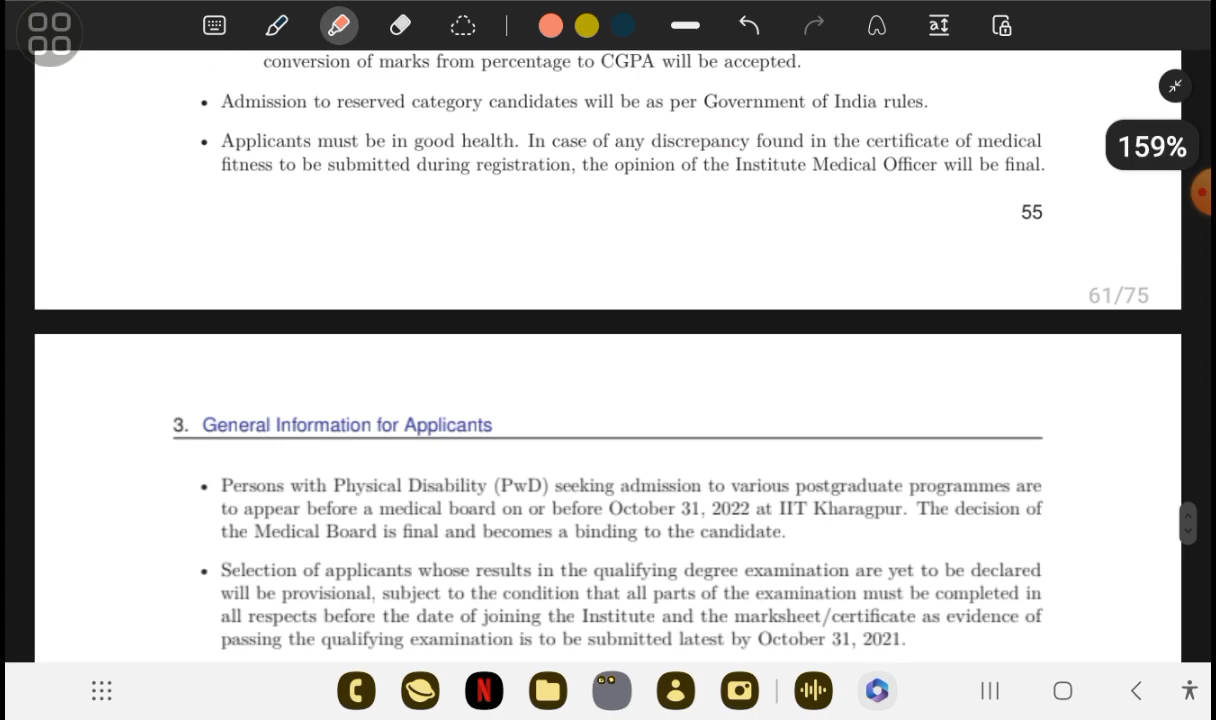 conversion of marks from percentage to CGPA will be accepted.
• Admission to reserved category candidates will be as per Government of India rules.
• Applicants must be in good health. In case of any discrepancy found in the certificate of medical
fitness to be submitted during registration, the opinion of the Institute Medical Officer will be final.
159%
55
61/75
3. General Information for Applicants
• Persons with Physical Disability (PwD) seeking admission to various postgraduate programmes are
to appear before a medical board on or before October 31, 2022 at IIT Kharagpur. The decision of
the Medical Board is final and becomes a binding to the candidate.
• Selection of applicants whose results in the qualifying degree examination are yet to be declared
will be provisional, subject to the condition that all parts of the examination must be completed in
all respects before the date of joining the Institute and the marksheet/certificate as evidence of
passing the qualifying examination is to be submitted latest by October 31, 2021.
N